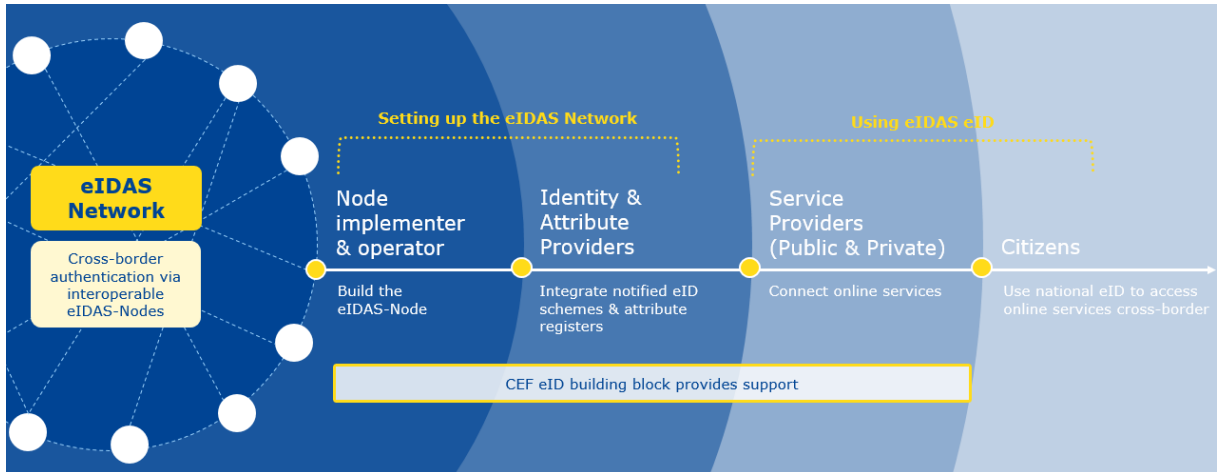 Setting up the eIDAS Network
Using eIDAS eID
eIDAS
Network
Cross-border
authentication via
interoperable
eIDAS-Nodes
Node
implementer
& operator
Build the
eIDAS-Node
Identity &
Attribute
Providers
Integrate notified eID
schemes & attribute
registers
Service
Providers
(Public & Private)
Connect online services
Citizens
Use national eID to access
online services cross-border
CEF eID building block provides support